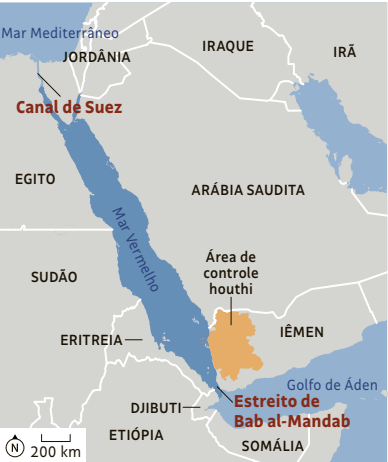 Mar Mediterrâneo
JORDÂNIA
IRAQUE
IRÃ
Canal de Suez
EGITO
ARÁBIA SAUDITA
Mar Vermelho
SUDÃO
Área de
controle
houthi
ERITREIA
IÊMEN
Golfo de Áden
DJIBUTI
Estreito de
Bab al-Mandab
ETIÓPIA
SOMÁLIA
N
200 km